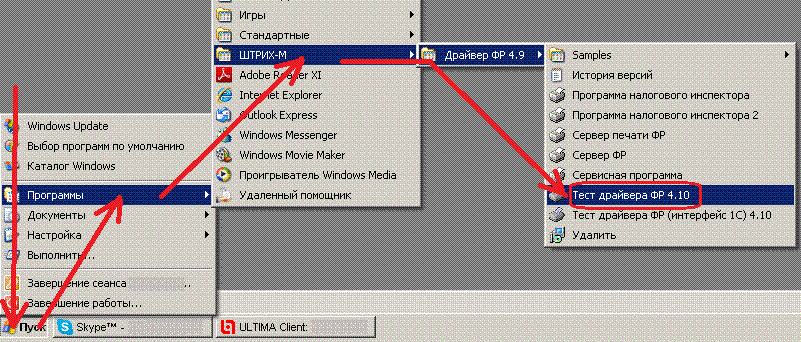 Игры
Стандартные
ШТРИХ-М
Adobe Reader XI
Internet Explorer
Outlook Express
Windows Messenger
Windows Movie Maker
Проигрыватель Windows Media
Удаленный помощник
Драйвер ФР 4.9
Samples
История версий
Программа налогового инспектора
Программа налогового инспектора 2
Сервер печати ФР
Сервер ФР
Сервисная программа
Тест драйвера ФР 4.10
Тест драйвера ФР (интерфейс 1С) 4.10
Удалить
Windows Update
Выбор программ по умолчанию
Каталог Windows
Программы
Документы
Настройка
Выполнить...
Завершение сеанса ..
Завершение работы...
Пуск
Skype™ -
ULTIMA Client: